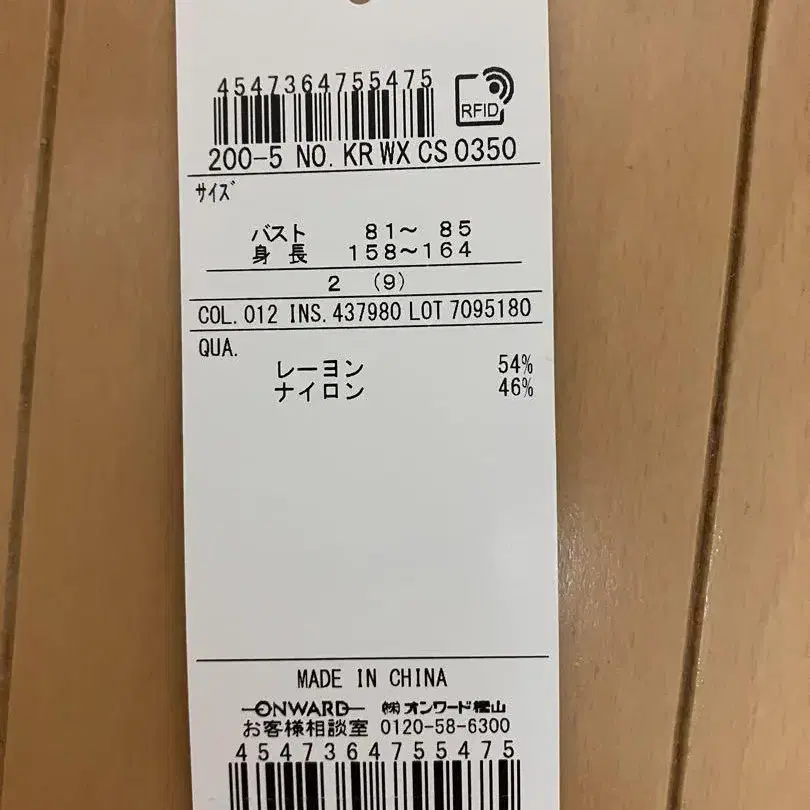 4547364755475
RFID
200-5 NO. KR WX CS 0350
ｻｲｽﾞ
バスト 81～ 85
身 長 158～164
2 (9)
COL. 012 INS. 437980 LOT 7095180
QUA.
レーヨン 54%
ナイロン 46%
MADE IN CHINA
ONWARD ㈱オンワード樫山
お客様相談室 0120-58-6300
4547364755475